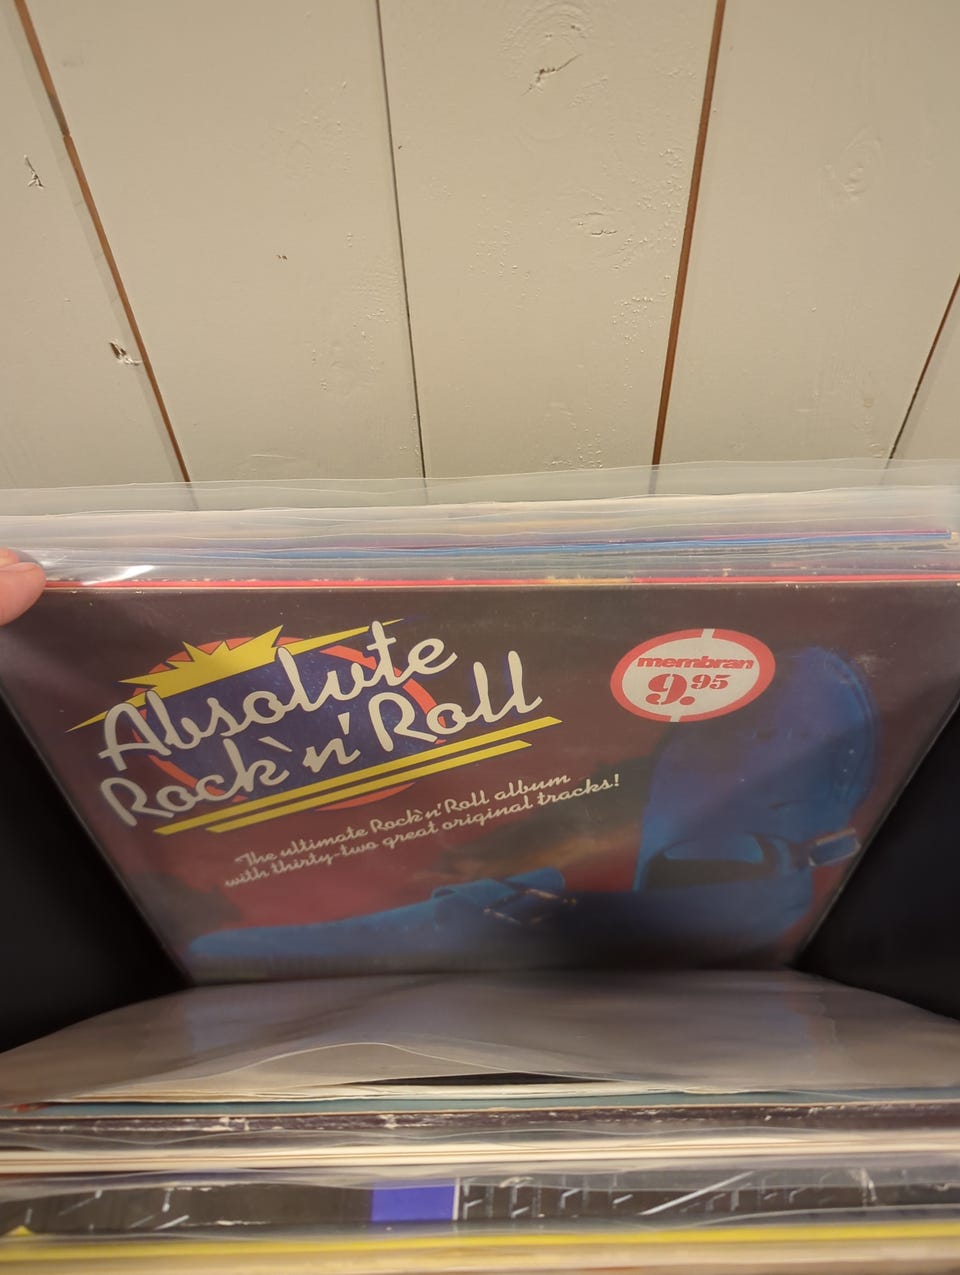 Absolute
Rock 'n' Roll
The ultimate Rock 'n' Roll album
with thirty-two great original tracks!
membran
9.95